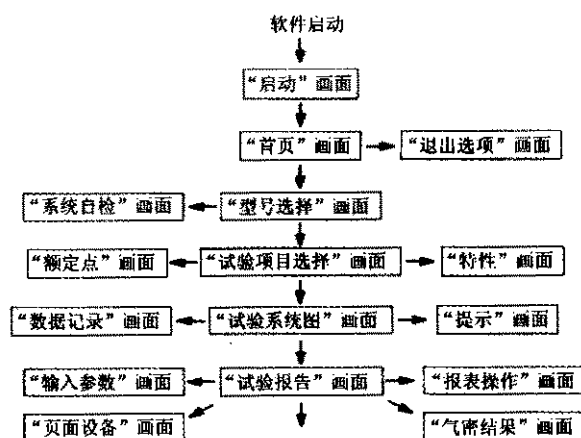 软件启动
“启动”画面
“首页”画面 “退出选项”画面
“系统自检”画面 “型号选择”画面
“额定点”画面 “试验项目选择”画面 “特性”画面
“数据记录”画面 “试验系统图”画面 “提示”画面
“输入参数”画面 “试验报告”画面 “报表操作”画面
“页面设备”画面 “气密结果”画面